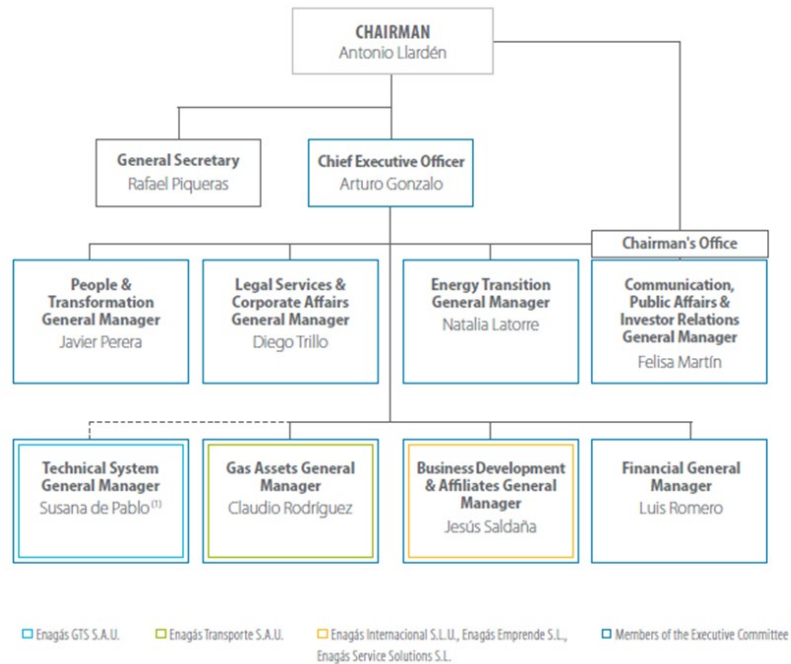 CHAIRMAN
Antonio Llardén
General Secretary
Rafael Piqueras
Chief Executive Officer
Arturo Gonzalo
Chairman's Office
People &
Transformation
General Manager
Javier Perera
Legal Services &
Corporate Affairs
General Manager
Diego Trillo
Energy Transition
General Manager
Natalia Latorre
Communication,
Public Affairs &
Investor Relations
General Manager
Felisa Martín
Technical System
General Manager
Susana de Pablo (1)
Gas Assets General
Manager
Claudio Rodríguez
Business Development
& Affiliates General
Manager
Jesús Saldaña
Financial General
Manager
Luis Romero
Enagás GTS S.A.U.
Enagás Transporte S.A.U.
Enagás Internacional S.L.U., Enagás Emprende S.L.,
Enagás Service Solutions S.L.
Members of the Executive Committee